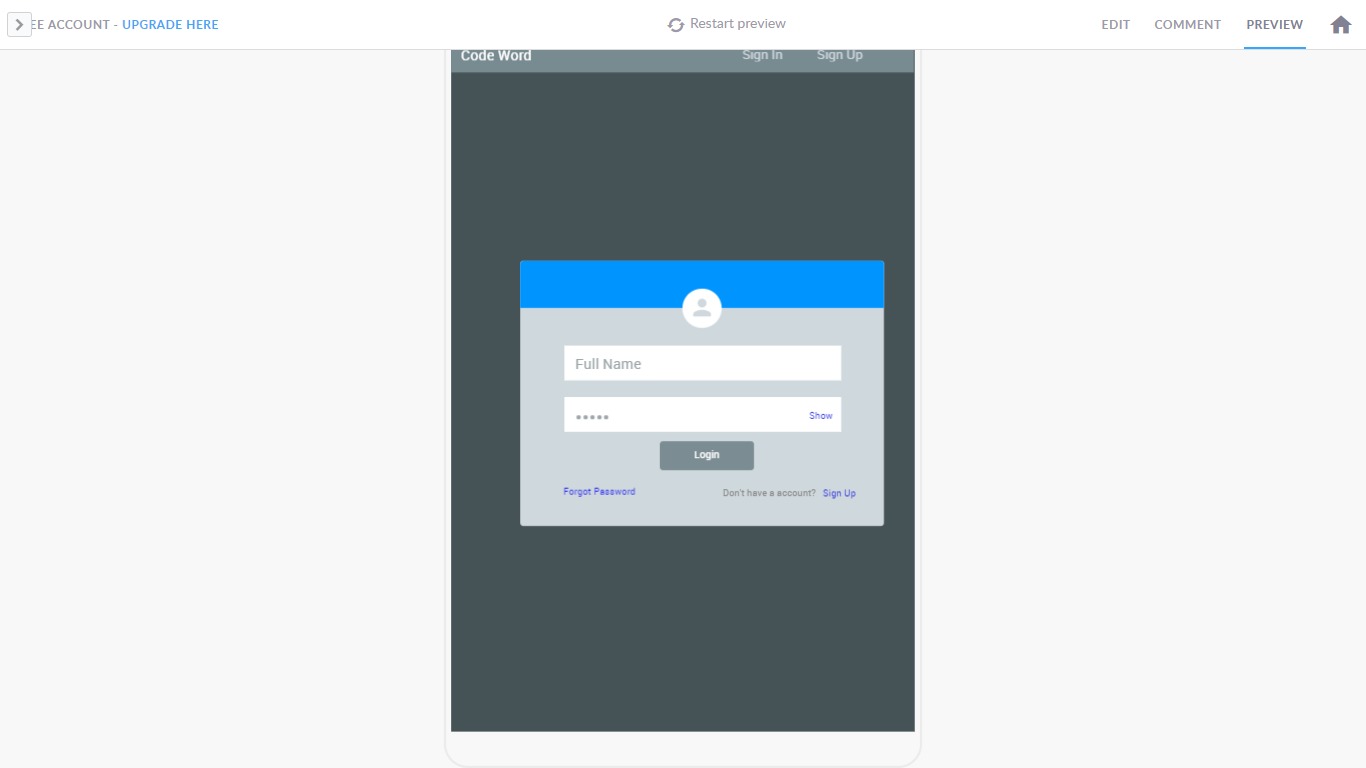 EE ACCOUNT - UPGRADE HERE
Restart preview
EDIT COMMENT PREVIEW
Code Word Sign In Sign Up
Full Name
Show
Login
Forgot Password Don't have a account? Sign Up